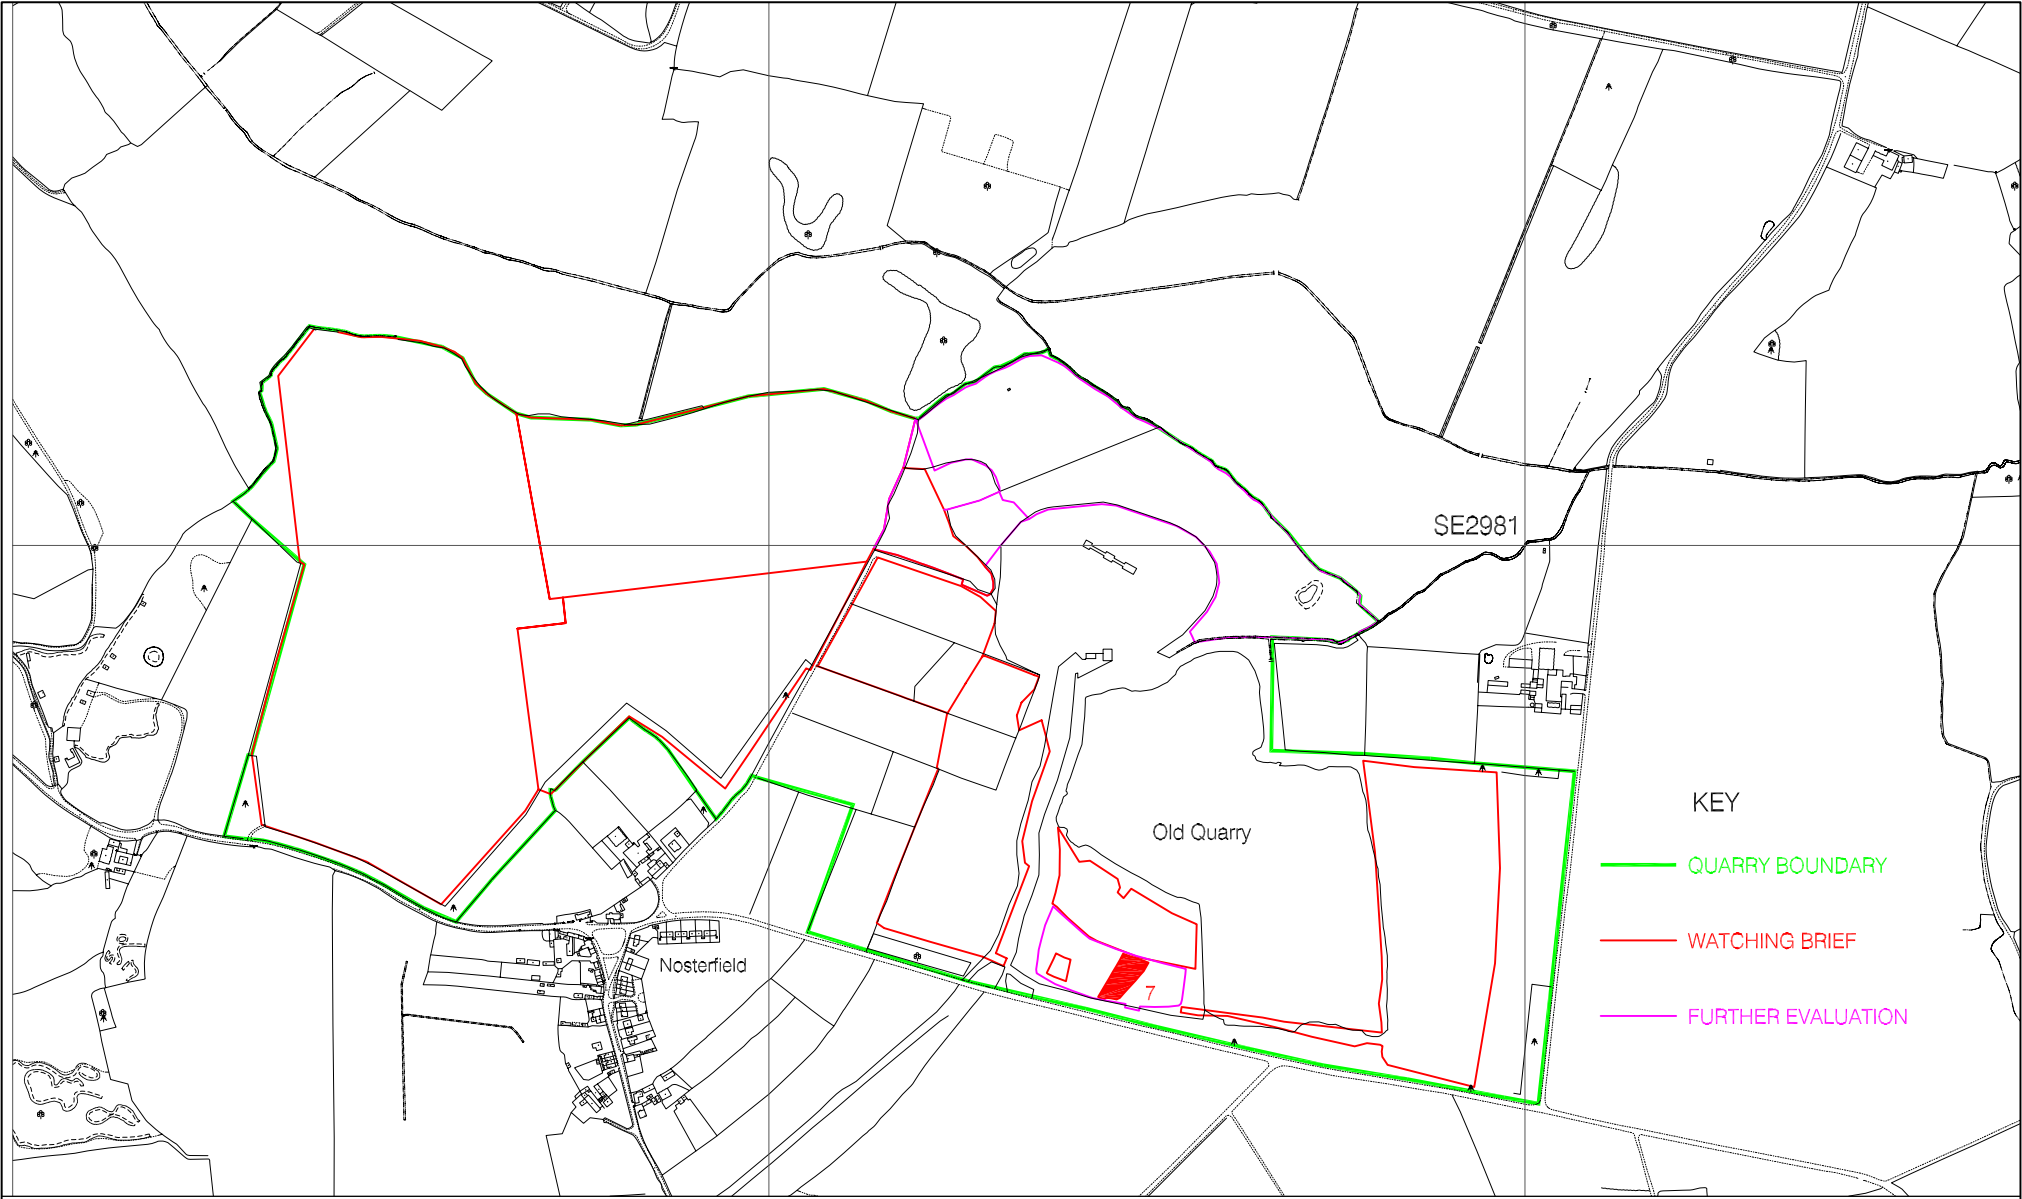 SE2981
KEY
Old Quarry
QUARRY BOUNDARY
WATCHING BRIEF
Nosterfield
7
FURTHER EVALUATION